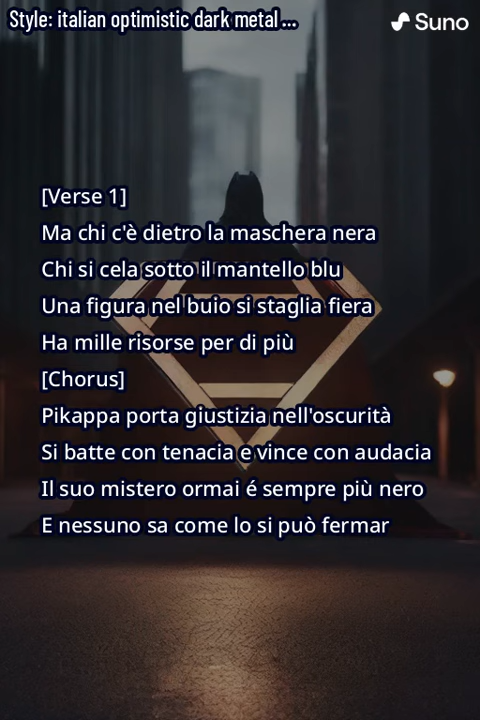 Style: italian optimistic dark metal ...
Suno
[Verse 1]
Ma chi c'è dietro la maschera nera
Chi si cela sotto il mantello blu
Una figura nel buio si staglia fiera
Ha mille risorse per di più
[Chorus]
Pikappa porta giustizia nell'oscurità
Si batte con tenacia e vince con audacia
Il suo mistero ormai é sempre più nero
E nessuno sa come lo si può fermar